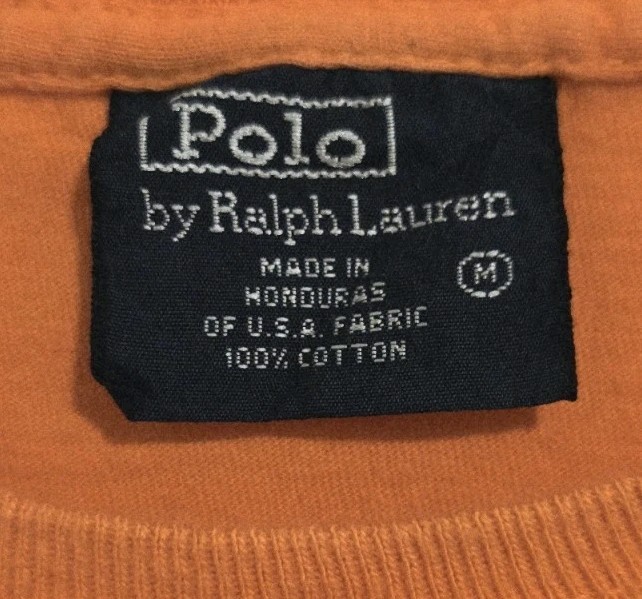 Polo
by Ralph Lauren
MADE IN
HONDURAS
OF U.S.A. FABRIC
100% COTTON
M